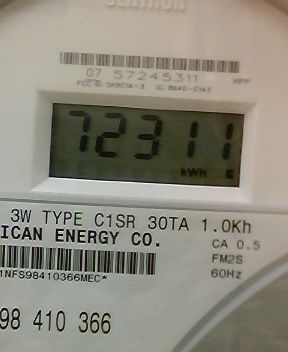 CENTRON
07 57245311
72311
kWh
3W TYPE C1SR 30TA 1.0Kh
ICAN ENERGY CO.
CA 0.5
FM2S
60Hz
1NFS98410366MEC*
98 410 366